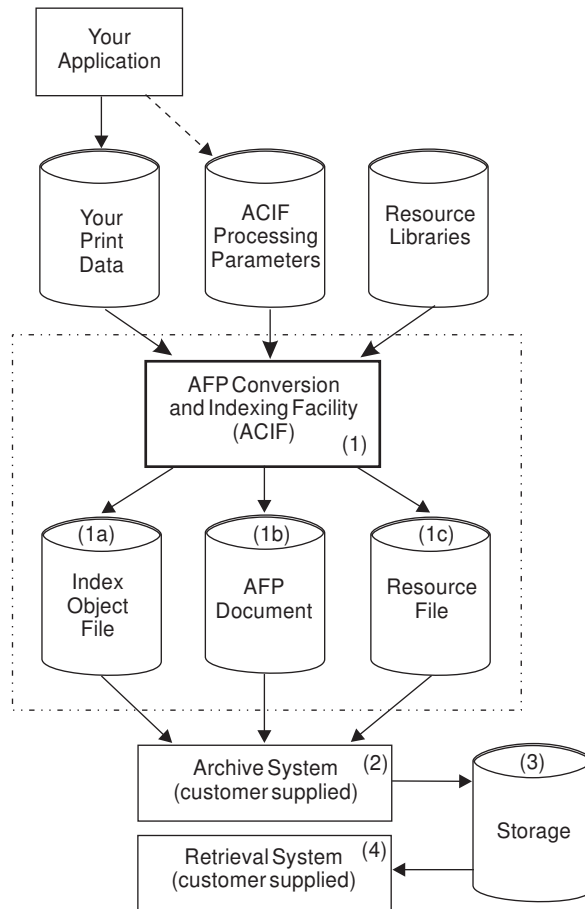 Your
Application
Your
Print
Data
ACIF
Processing
Parameters
Resource
Libraries
AFP Conversion
and Indexing Facility
(ACIF)
(1)
(1a)
Index
Object
File
(1b)
AFP
Document
(1c)
Resource
File
Archive System
(customer supplied)
(2)
(3)
Storage
Retrieval System
(customer supplied)
(4)